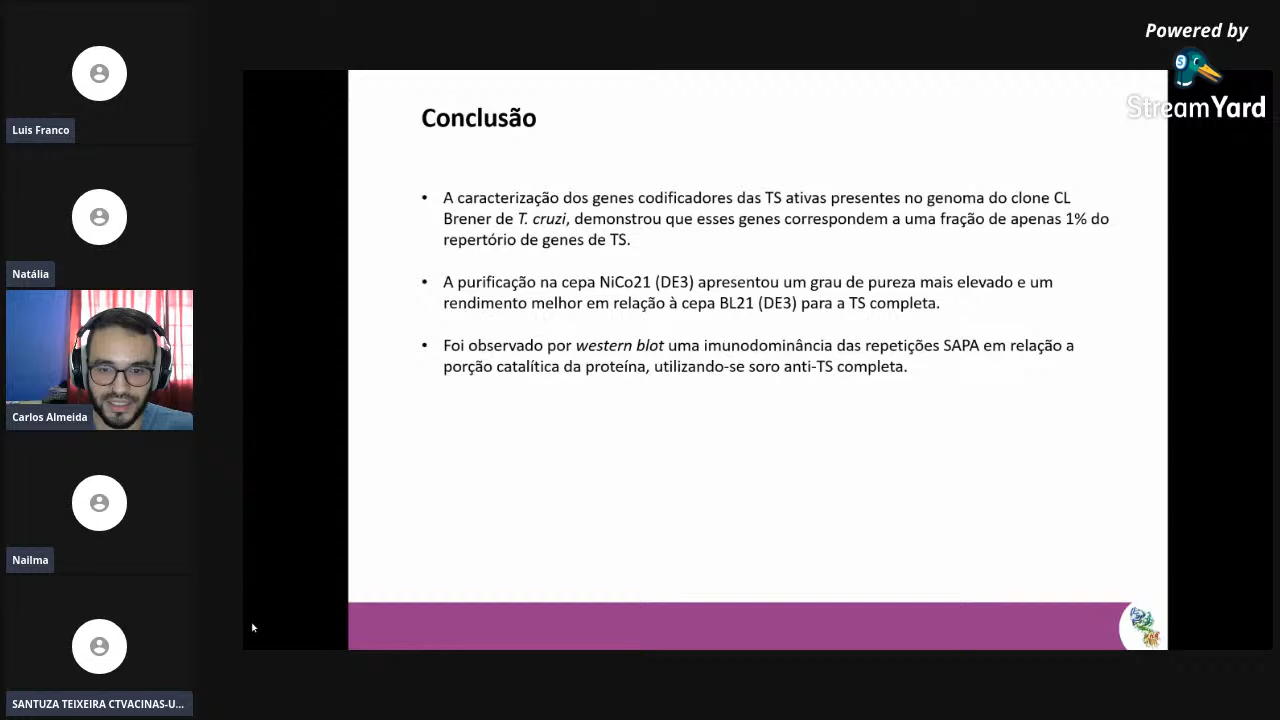 Powered by
StreamYard
Luis Franco
Natália
Carlos Almeida
Nailma
SANTUZA TEIXEIRA CTVACINAS-U...
Conclusão
• A caracterização dos genes codificadores das TS ativas presentes no genoma do clone CL
Brener de T. cruzi, demonstrou que esses genes correspondem a uma fração de apenas 1% do
repertório de genes de TS.
• A purificação na cepa NiCo21 (DE3) apresentou um grau de pureza mais elevado e um
rendimento melhor em relação à cepa BL21 (DE3) para a TS completa.
• Foi observado por western blot uma imunodominância das repetições SAPA em relação a
porção catalítica da proteína, utilizando-se soro anti-TS completa.